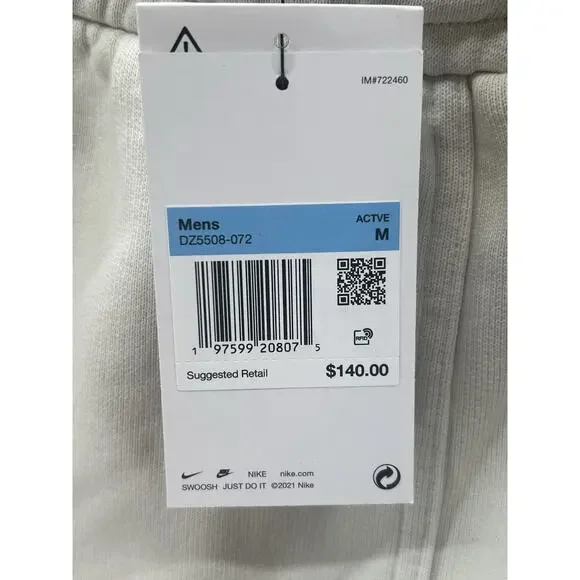 IM#722460
Mens ACTVE
DZ5508-072 M
1 97599 20807 5
RFID
Suggested Retail $140.00
NIKE nike.com
SWOOSH JUST DO IT ©2021 Nike